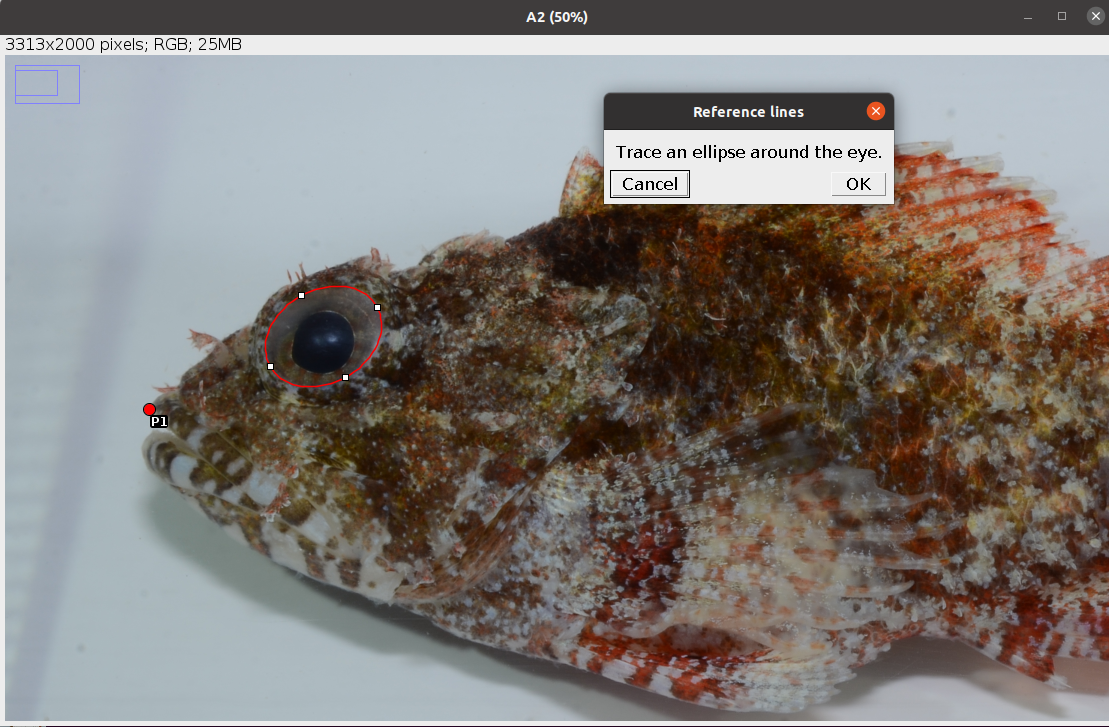 A2 (50%)
3313x2000 pixels; RGB; 25MB
Reference lines
Trace an ellipse around the eye.
Cancel OK
P1